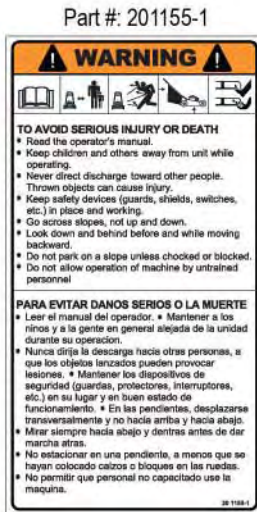 Part #: 201155-1
WARNING
TO AVOID SERIOUS INJURY OR DEATH
• Read the operator's manual.
• Keep children and others away from unit while
operating.
• Never direct discharge toward other people.
Thrown objects can cause injury.
• Keep safety devices (guards, shields, switches,
etc.) in place and working.
• Go across slopes, not up and down.
• Look down and behind before and while moving
backward.
• Do not park on a slope unless chocked or blocked.
• Do not allow operation of machine by untrained
personnel
PARA EVITAR DANOS SERIOS O LA MUERTE
• Leer el manual del operador. • Mantener a los
ninos y a la gente en general alejada de la unidad
durante su operacion.
• Nunca dirija la descarga hacia otras personas, a
que los objetos lanzados pueden provocar
lesiones. • Mantener los dispositivos de
seguridad (guardas, protectores, interruptores,
etc.) en su lugar y en buen estado de
funcionamiento. • En las pendientes, desplazarse
transversalmente y no hacia arriba y hacia abajo.
• Mirar siempre hacia abajo y dentras antes de dar
marcha atras.
• No estacionar en una pendiente, a menos que se
hayan colocado calzos o bloques en las ruedas.
• No permitir que personal no capacitado use la
maquina.